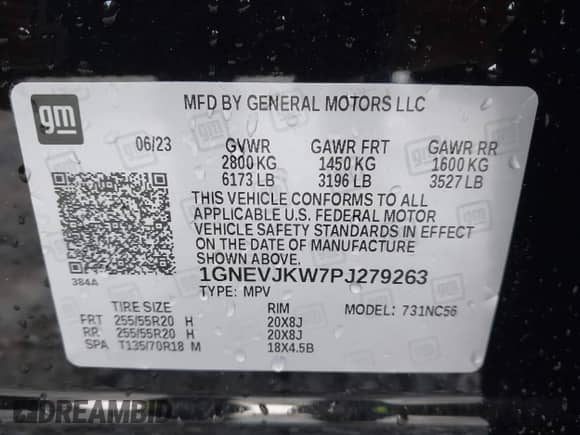 gm
MFD BY GENERAL MOTORS LLC
06/23 GVWR GAWR FRT GAWR RR
2800 KG 1450 KG 1600 KG
6173 LB 3196 LB 3527 LB
THIS VEHICLE CONFORMS TO ALL
APPLICABLE U.S. FEDERAL MOTOR
VEHICLE SAFETY STANDARDS IN EFFECT
ON THE DATE OF MANUFACTURE
SHOWN ABOVE.
1GNEVJKW7PJ279263
384A
TYPE: MPV
TIRE SIZE RIM MODEL: 731NC56
FRT 255/55R20 H 20X8J
RR 255/55R20 H 20X8J
SPA T135/70R18 M 18X4.5B
DREAMBID